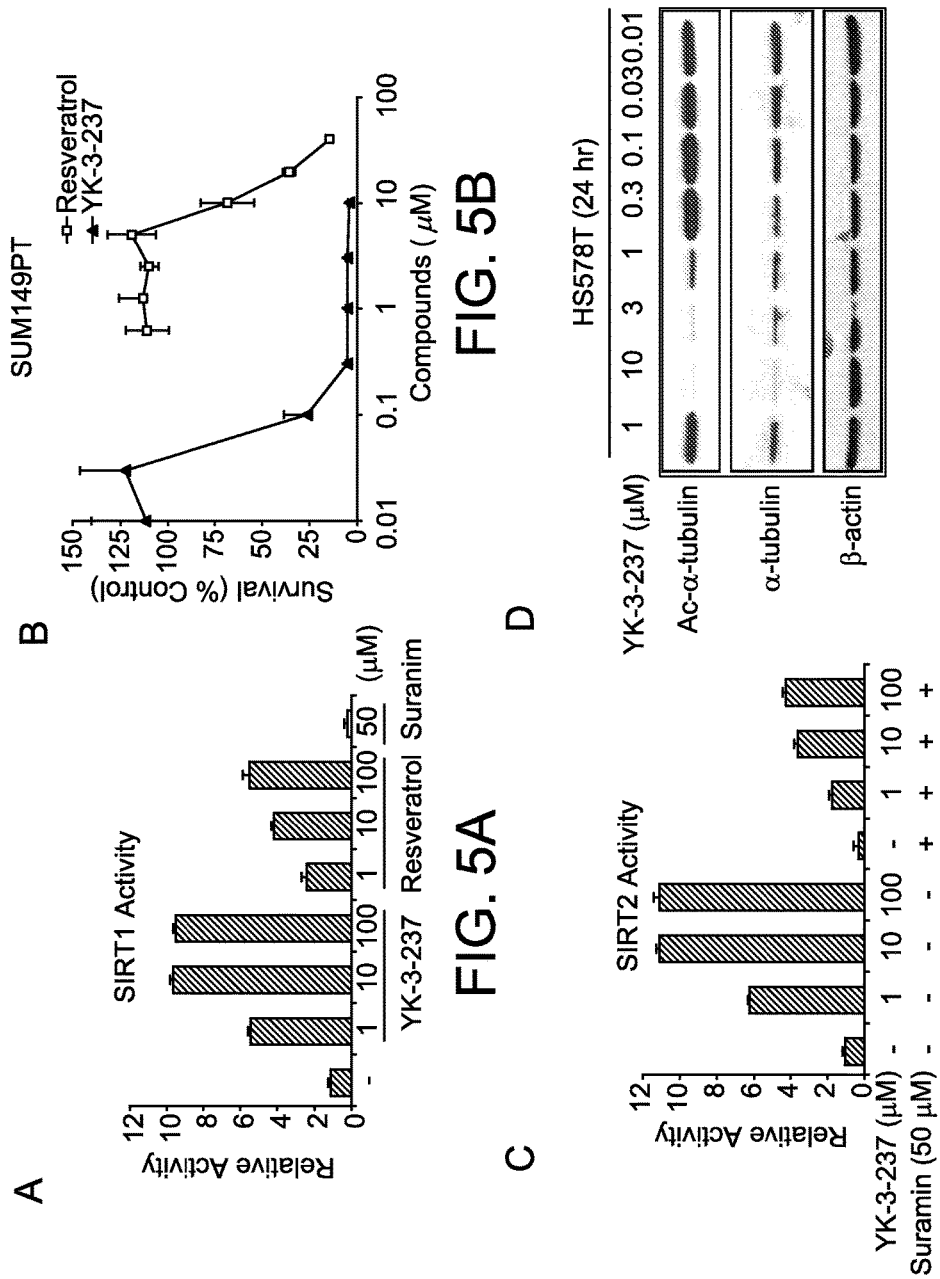 A
SIRT1 Activity
Relative Activity
12
10
8
6
4
2
0
- 1 10 100 1 10 100 50 (μM)
YK-3-237 Resveratrol Suranim
FIG. 5A
B
SUM149PT
Resveratrol
YK-3-237
Survival (% Control)
150
125
100
75
50
25
0
0.01 0.1 1 10 100
Compounds (μM)
FIG. 5B
C
SIRT2 Activity
Relative Activity
12
10
8
6
4
2
0
YK-3-237 (μM) - 1 10 100 - 1 10 100
Suramin (50 μM) - - - - + + + +
D
HS578T (24 hr)
YK-3-237 (μM) 1 10 3 1 0.3 0.1 0.03 0.01
Ac-α-tubulin
α-tubulin
β-actin